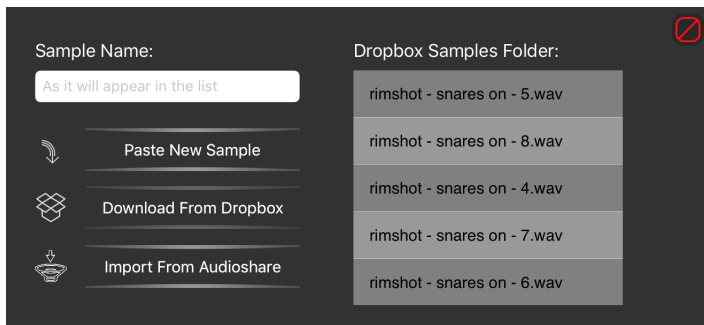 Sample Name:
As it will appear in the list
Paste New Sample
Download From Dropbox
Import From Audioshare
Dropbox Samples Folder:
rimshot - snares on - 5.wav
rimshot - snares on - 8.wav
rimshot - snares on - 4.wav
rimshot - snares on - 7.wav
rimshot - snares on - 6.wav